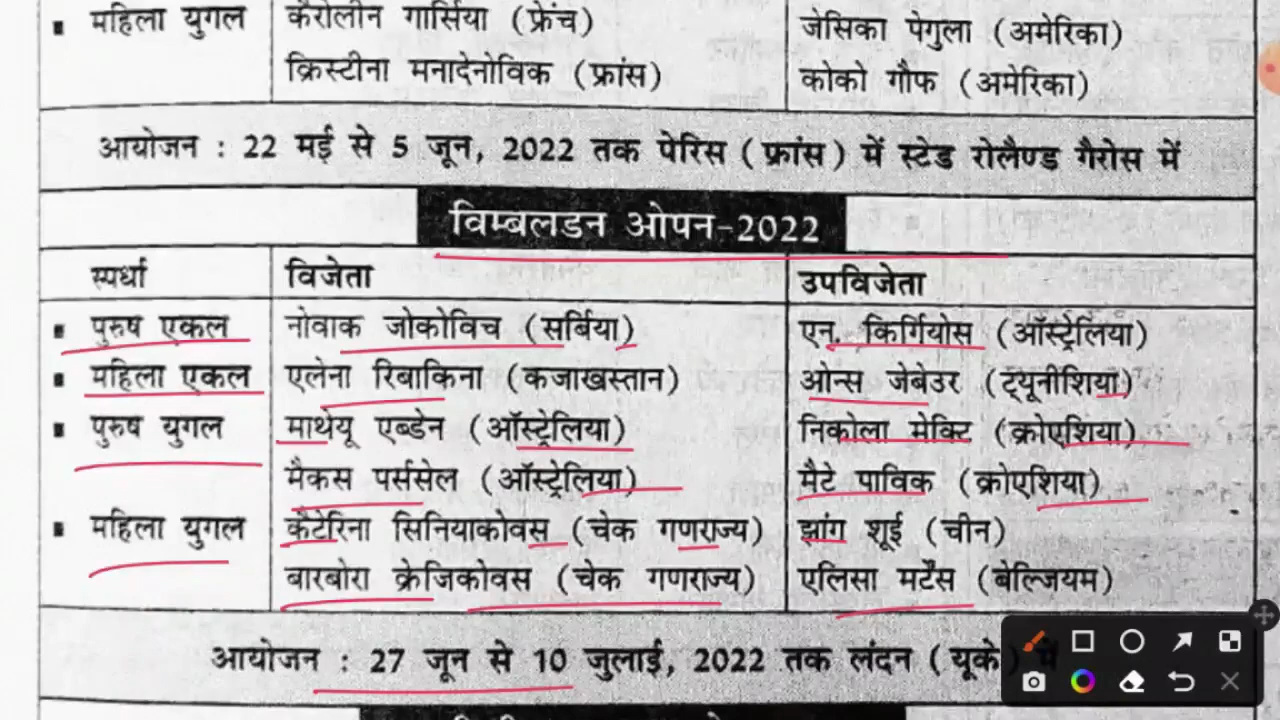 ▪ महिला युगल कैरोलीन गार्सिया (फ्रेंच) जेसिका पेगुला (अमेरिका)
क्रिस्टीना मनादेनोविक (फ्रांस) कोको गौफ (अमेरिका)
आयोजन : 22 मई से 5 जून, 2022 तक पेरिस (फ्रांस) में स्टेड रोलैण्ड गैरोस में
विम्बलडन ओपन-2022
स्पर्धा विजेता उपविजेता
▪ पुरुष एकल नोवाक जोकोविच (सर्बिया) एन. किर्गियोस (ऑस्ट्रेलिया)
▪ महिला एकल एलेना रिबाकिना (कजाखस्तान) ओन्स जेबेउर (ट्यूनीशिया)
▪ पुरुष युगल माथेयू एब्डेन (ऑस्ट्रेलिया) निकोला मेक्टि (क्रोएशिया)
मैकस पर्ससेल (ऑस्ट्रेलिया) मैटे पाविक (क्रोएशिया)
▪ महिला युगल कैटेरिना सिनियाकोवस (चेक गणराज्य) झांग शूई (चीन)
बारबोरा क्रेजिकोवस (चेक गणराज्य) एलिसा मर्टेंस (बेल्जियम)
आयोजन : 27 जून से 10 जुलाई, 2022 तक लंदन (यूके) में